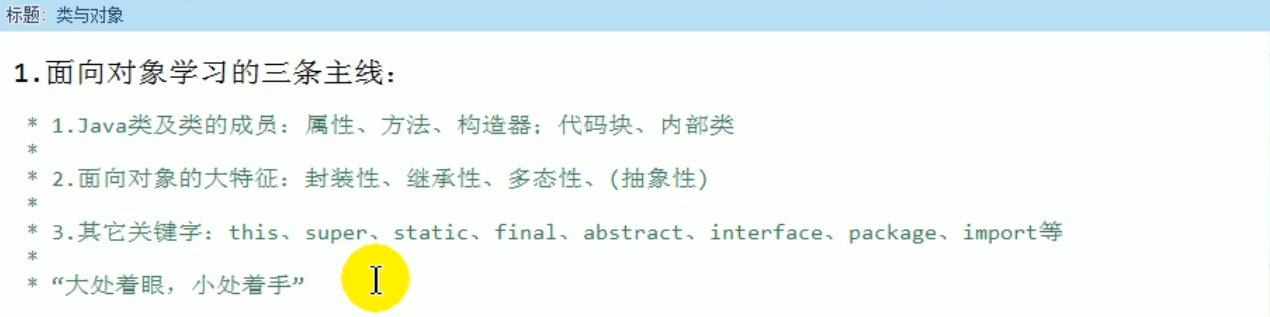 标题: 类与对象
1.面向对象学习的三条主线:
* 1.Java类及类的成员: 属性、方法、构造器; 代码块、内部类
*
* 2.面向对象的大特征: 封装性、继承性、多态性、(抽象性)
*
* 3.其它关键字: this、super、static、final、abstract、interface、package、import等
*
* “大处着眼, 小处着手”